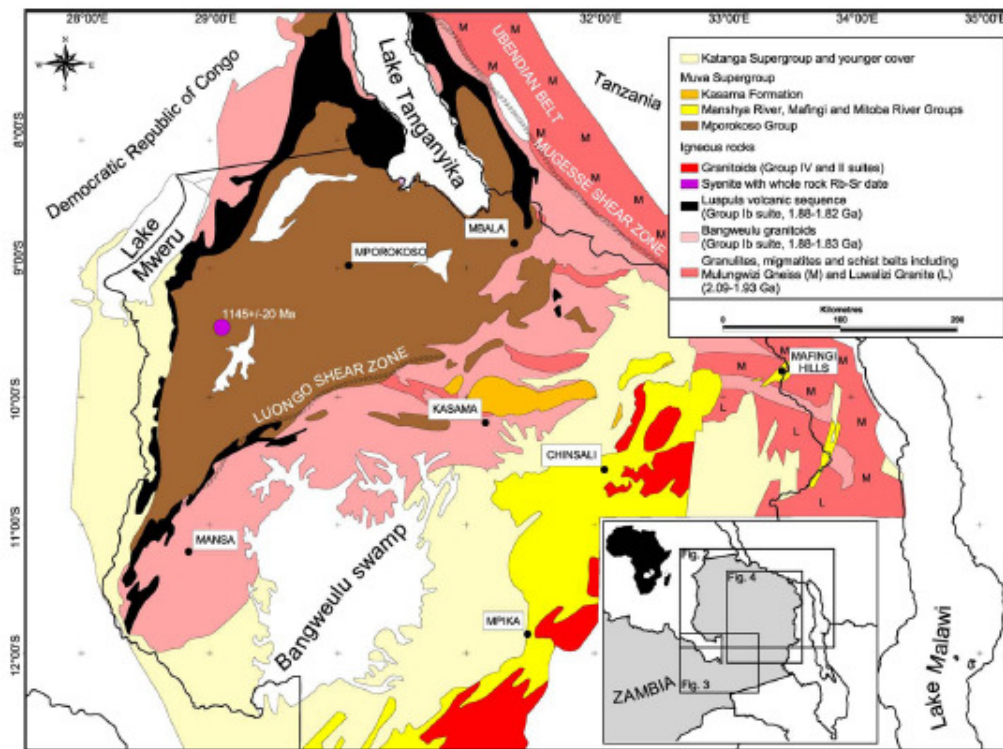 28°00'E
29°00'E
32°00'E
33°00'E
34°00'E
35°00'E
8°00'S
9°00'S
10°00'S
11°00'S
12°00'S
N
W
E
S
Democratic Republic of Congo
Lake Tanganyika
UBENDIAN BELT
Tanzania
MUGESSE SHEAR ZONE
M
M
M
M
M
M
M
M
M
M
Lake Mweru
MBALA
MPOROKOSO
1145+/-20 Ma
LUONGO SHEAR ZONE
KASAMA
CHINSALI
MAFINGI
HILLS
M
M
M
M
M
L
L
L
M
MANSA
Bangweulu swamp
MPIKA
Lake Malawi
Katanga Supergroup and younger cover
Muva Supergroup
Kasama Formation
Manshya River, Mafingi and Mitoba River Groups
Mporokoso Group
Igneous rocks
Granitoids (Group IV and II suites)
Syenite with whole rock Rb-Sr date
Luapula volcanic sequence
(Group Ib suite, 1.88-1.82 Ga)
Bangweulu granitoids
(Group Ib suite, 1.88-1.83 Ga)
Granulites, migmatites and schist belts including
Mulungwizi Gneiss (M) and Luwalizi Granite (L)
(2.09-1.93 Ga)
Kilometres
0
100
200
Fig. 2
Fig. 4
ZAMBIA
Fig. 3